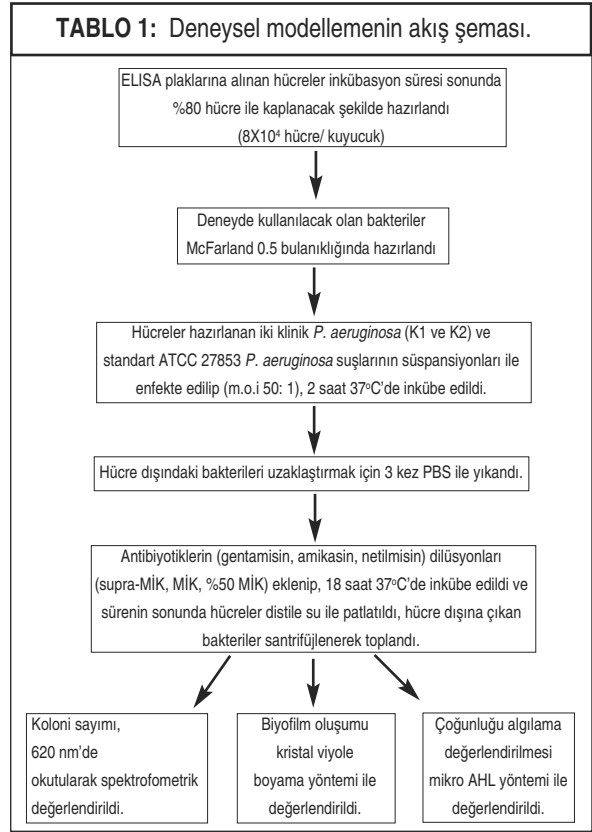 TABLO 1: Deneysel modellemenin akış şeması.
ELISA plaklarına alınan hücreler inkübasyon süresi sonunda
%80 hücre ile kaplanacak şekilde hazırlandı
(8X10⁴ hücre/ kuyucuk)
Deneyde kullanılacak olan bakteriler
McFarland 0.5 bulanıklığında hazırlandı
Hücreler hazırlanan iki klinik P. aeruginosa (K1 ve K2) ve
standart ATCC 27853 P. aeruginosa suşlarının süspansiyonları ile
enfekte edilip (m.o.i 50: 1), 2 saat 37ºC'de inkübe edildi.
Hücre dışındaki bakterileri uzaklaştırmak için 3 kez PBS ile yıkandı.
Antibiyotiklerin (gentamisin, amikasin, netilmisin) dilüsyonları
(supra-MİK, MİK, %50 MİK) eklenip, 18 saat 37ºC'de inkübe edildi ve
sürenin sonunda hücreler distile su ile patlatıldı, hücre dışına çıkan
bakteriler santrifüjlenerek toplandı.
Koloni sayımı,
620 nm'de
okutularak spektrofometrik
değerlendirildi.
Biyofilm oluşumu
kristal viyole
boyama yöntemi ile
değerlendirildi.
Çoğunluğu algılama
değerlendirilmesi
mikro AHL yöntemi ile
değerlendirildi.